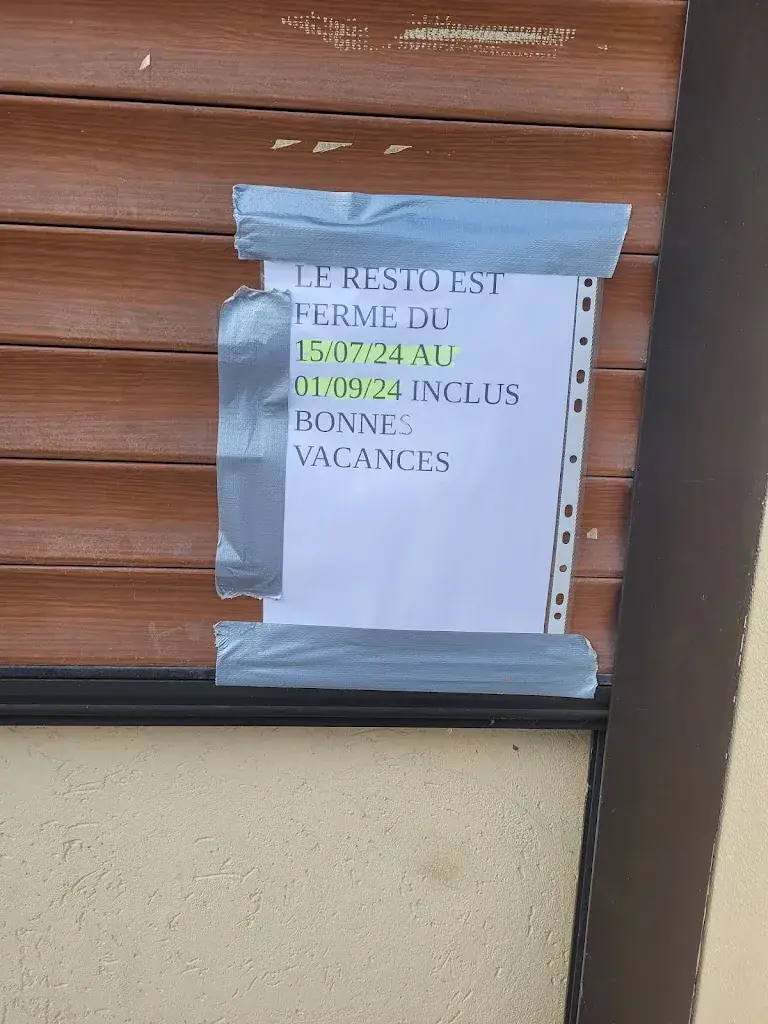 LE RESTO EST
FERME DU
15/07/24 AU
01/09/24 INCLUS
BONNES
VACANCES